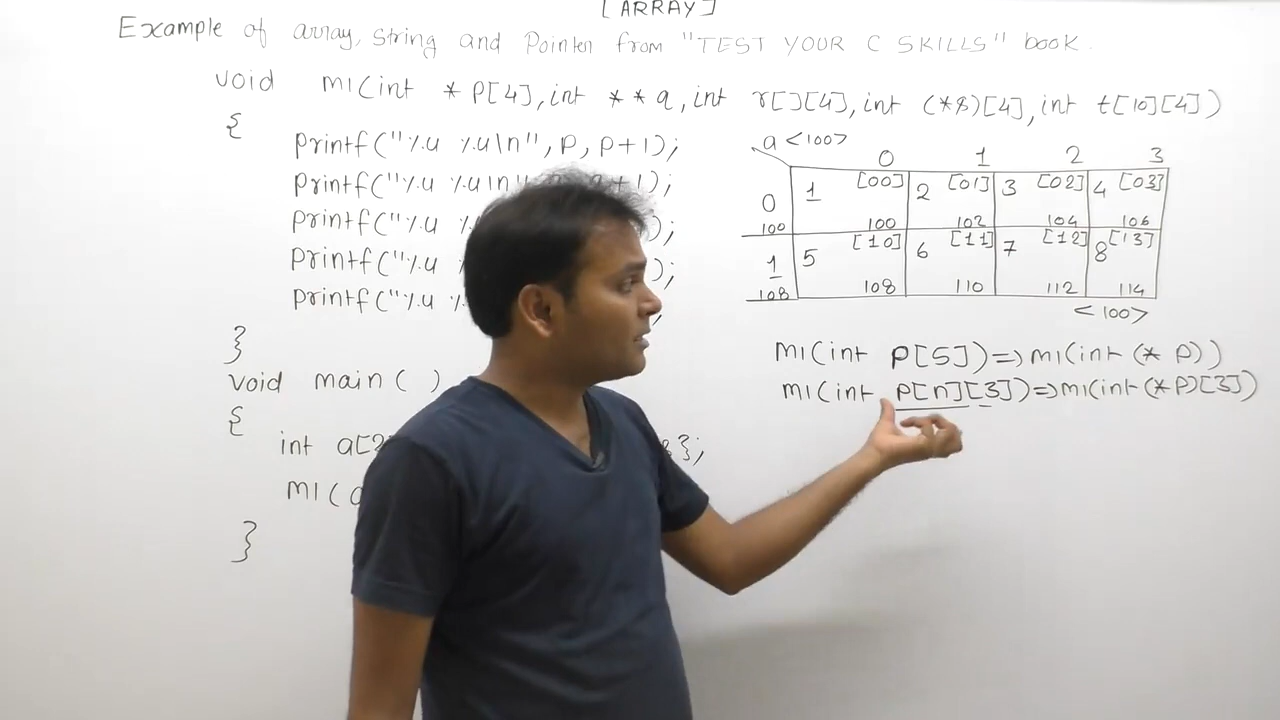 [ARRAY]
Example of array, string and Pointer from "TEST YOUR C SKILLS" book.
void m1(int * P[4], int * * a, int r[][4], int (*s)[4], int t[10][4])
{
printf("%u %u\n", P, P+1);
printf("%u %u\n" +1);
printf("%u );
printf("%u );
printf("%u ;
}
void main( )
{
int a[2 };
m1(a
}
a <100>
0 1 2 3
0 1 [00] 2 [01] 3 [02] 4 [03]
100 100 102 104 106
1 5 [10] 6 [11] 7 [12] 8 [13]
108 108 110 112 114
<100>
m1(int P[5]) => m1(int (* P))
m1(int P[n][3]) => m1(int (*P)[3])